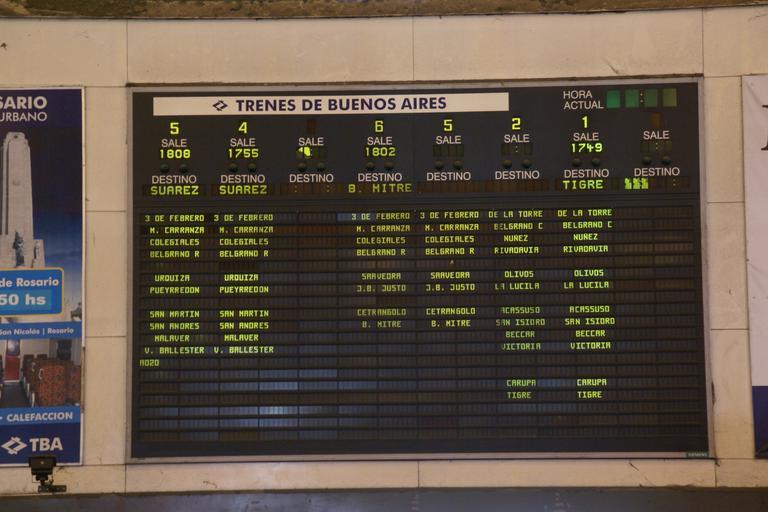 SARIO
URBANO
de Rosario
50 hs
San Nicolás | Rosario
• CALEFACCION
TBA
TRENES DE BUENOS AIRES
HORA ACTUAL
5 4 6 5 2 1
SALE SALE SALE SALE SALE SALE SALE SALE
1808 1755 1802 1749
DESTINO DESTINO DESTINO DESTINO DESTINO DESTINO DESTINO
SUAREZ SUAREZ B. MITRE TIGRE
3 DE FEBRERO 3 DE FEBRERO 3 DE FEBRERO 3 DE FEBRERO DE LA TORRE DE LA TORRE
M. CARRANZA M. CARRANZA M. CARRANZA M. CARRANZA BELGRANO C BELGRANO C
COLEGIALES COLEGIALES COLEGIALES COLEGIALES NUÑEZ NUÑEZ
BELGRANO R BELGRANO R BELGRANO R BELGRANO R RIVADAVIA RIVADAVIA
URQUIZA URQUIZA SAAVEDRA SAAVEDRA OLIVOS OLIVOS
PUEYRREDON PUEYRREDON J.B. JUSTO J.B. JUSTO LA LUCILA LA LUCILA
SAN MARTIN SAN MARTIN CETRANGOLO CETRANGOLO ACASSUSO ACASSUSO
SAN ANDRES SAN ANDRES B. MITRE B. MITRE SAN ISIDRO SAN ISIDRO
MALAVER MALAVER BECCAR BECCAR
V. BALLESTER V. BALLESTER VICTORIA VICTORIA
A020
CARUPA CARUPA
TIGRE TIGRE
SIEMENS